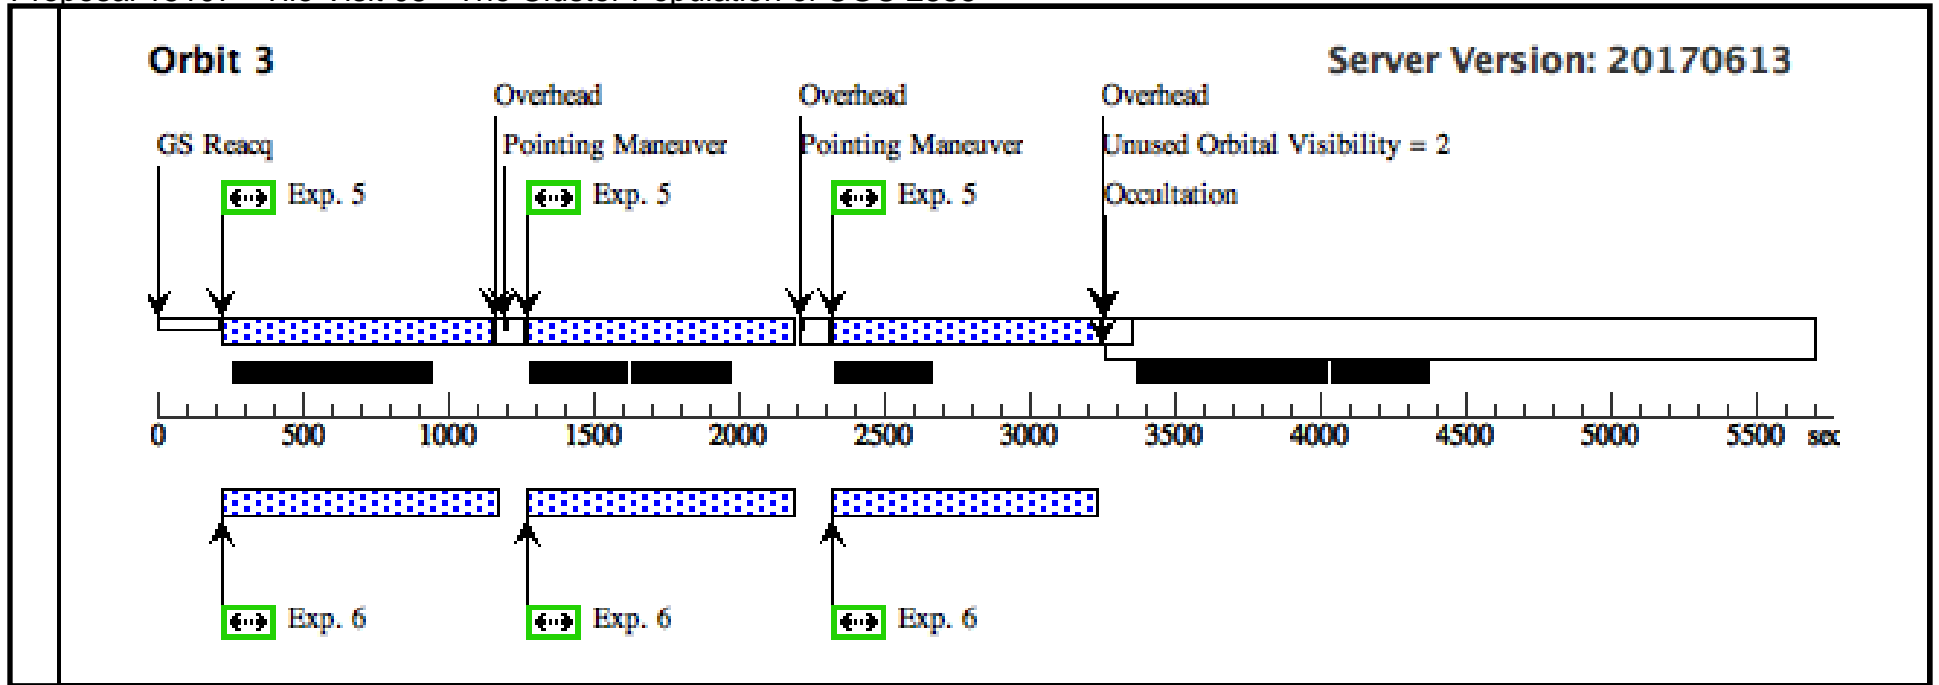 Orbit 3
Server Version: 20170613
Overhead Overhead Overhead
GS Reacq Pointing Maneuver Pointing Maneuver Unused Orbital Visibility = 2
Exp. 5 Exp. 5 Exp. 5 Occultation
0 500 1000 1500 2000 2500 3000 3500 4000 4500 5000 5500 sec
Exp. 6 Exp. 6 Exp. 6